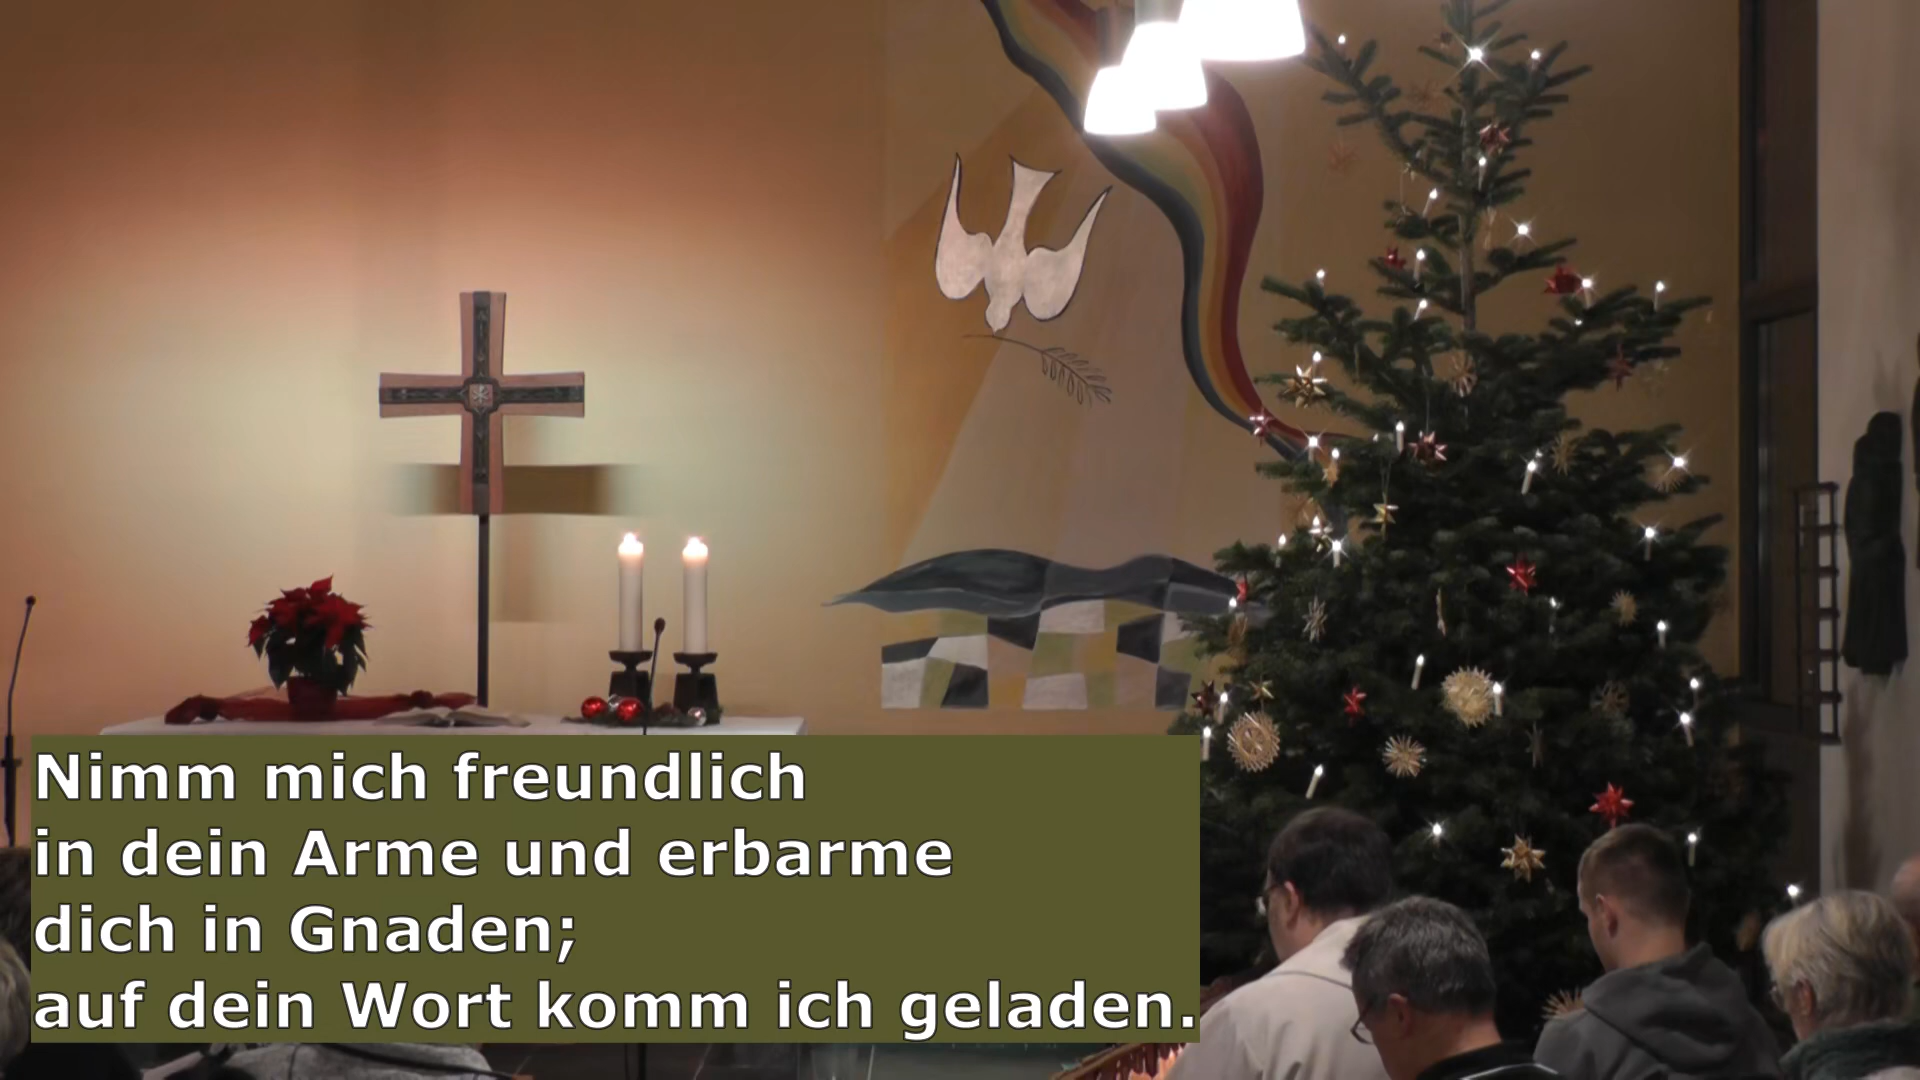 Nimm mich freundlich
in dein Arme und erbarme
dich in Gnaden;
auf dein Wort komm ich geladen.